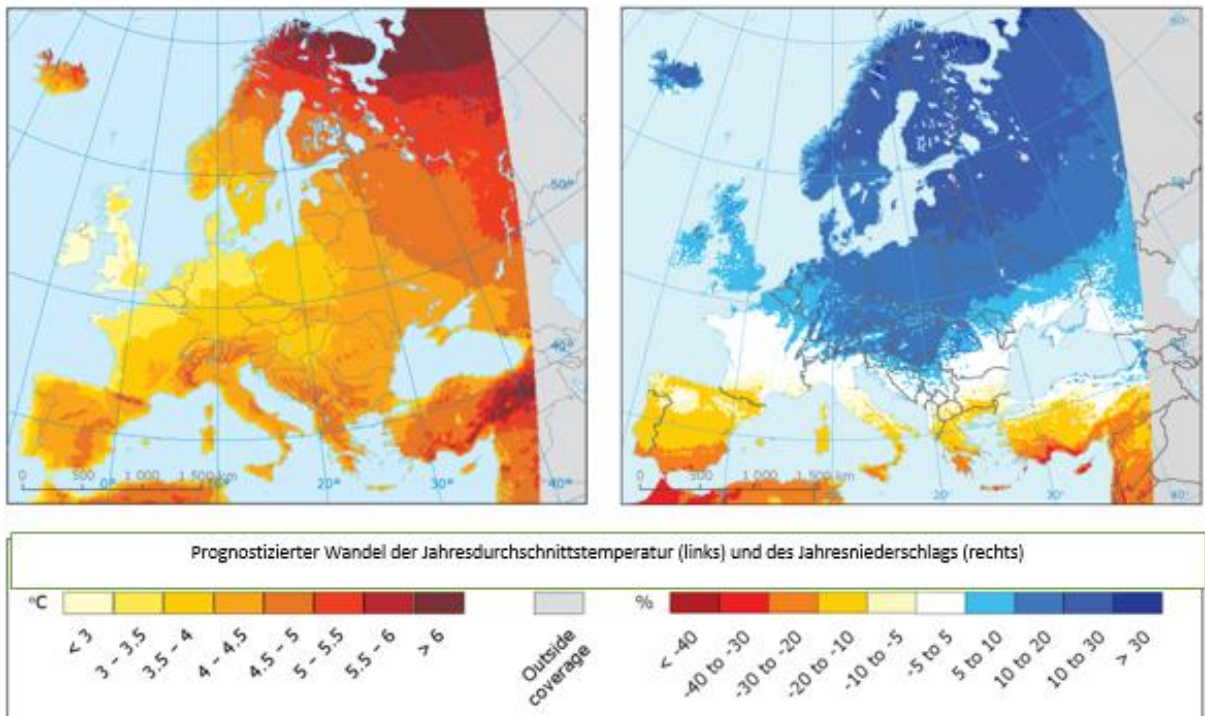 50°
40°
0 500 1 000 1 500 km
0° 10° 20° 30° 40°
0 500 1 000 1 500 km
20° 30° 40°
Prognostizierter Wandel der Jahresdurchschnittstemperatur (links) und des Jahresniederschlags (rechts)
°C
< 3
3 – 3.5
3.5 – 4
4 – 4.5
4.5 – 5
5 – 5.5
5.5 – 6
> 6
Outside
coverage
%
< -40
-40 to -30
-30 to -20
-20 to -10
-10 to -5
-5 to 5
5 to 10
10 to 20
10 to 30
> 30